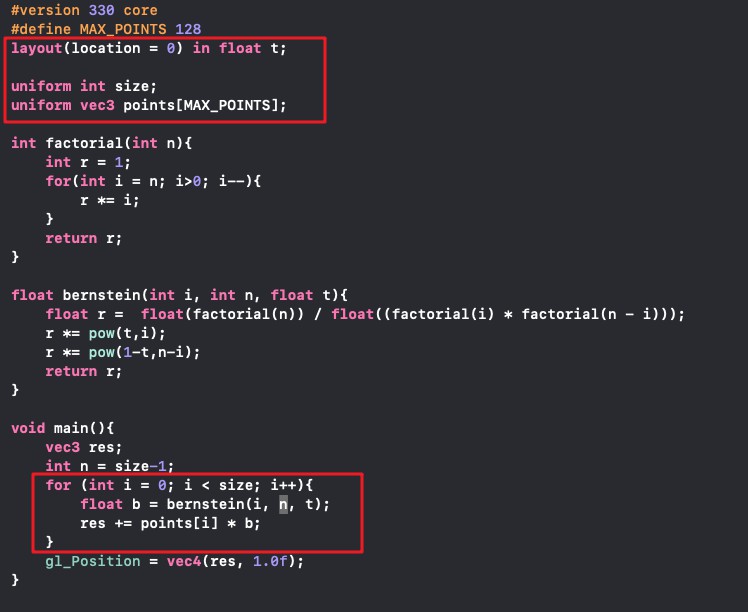 #version 330 core
#define MAX_POINTS 128
layout(location = 0) in float t;
uniform int size;
uniform vec3 points[MAX_POINTS];
int factorial(int n){
    int r = 1;
    for(int i = n; i>0; i--){
        r *= i;
    }
    return r;
}
float bernstein(int i, int n, float t){
    float r =  float(factorial(n)) / float((factorial(i) * factorial(n - i)));
    r *= pow(t,i);
    r *= pow(1-t,n-i);
    return r;
}
void main(){
    vec3 res;
    int n = size-1;
    for (int i = 0; i < size; i++){
        float b = bernstein(i, n, t);
        res += points[i] * b;
    }
    gl_Position = vec4(res, 1.0f);
}